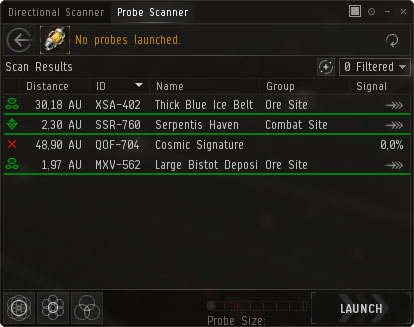 Directional Scanner Probe Scanner
No probes launched.
Scan Results 0 Filtered
Distance ID Name Group Signal
30,18 AU XSA-402 Thick Blue Ice Belt Ore Site
2,30 AU SSR-760 Serpentis Haven Combat Site
48,90 AU QOF-704 Cosmic Signature 0,0%
1,97 AU MXV-562 Large Bistot Deposi Ore Site
LAUNCH
Probe Size: